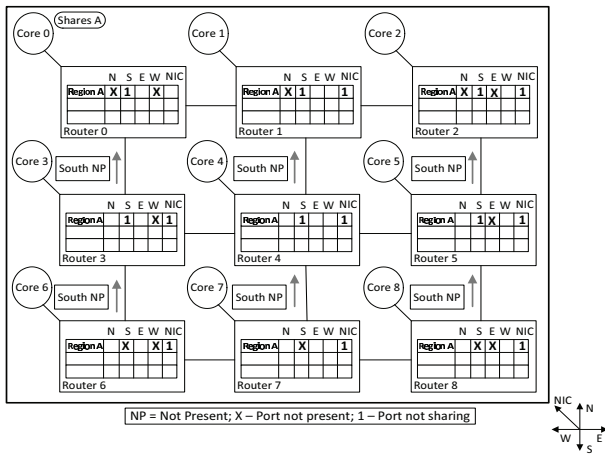 Core 0
Shares A
Core 1
Core 2
N S E W NIC
N S E W NIC
N S E W NIC
Region A X 1 X
Region A X 1 1
Region A X 1 X 1
Router 0
Router 1
Router 2
Core 3
South NP
Core 4
South NP
Core 5
South NP
N S E W NIC
N S E W NIC
N S E W NIC
Region A 1 X 1
Region A 1 1
Region A 1 X 1
Router 3
Router 4
Router 5
Core 6
South NP
Core 7
South NP
Core 8
South NP
N S E W NIC
N S E W NIC
N S E W NIC
Region A X X 1
Region A X 1
Region A X X 1
Router 6
Router 7
Router 8
NP = Not Present; X – Port not present; 1 – Port not sharing
NIC
N
W
E
S